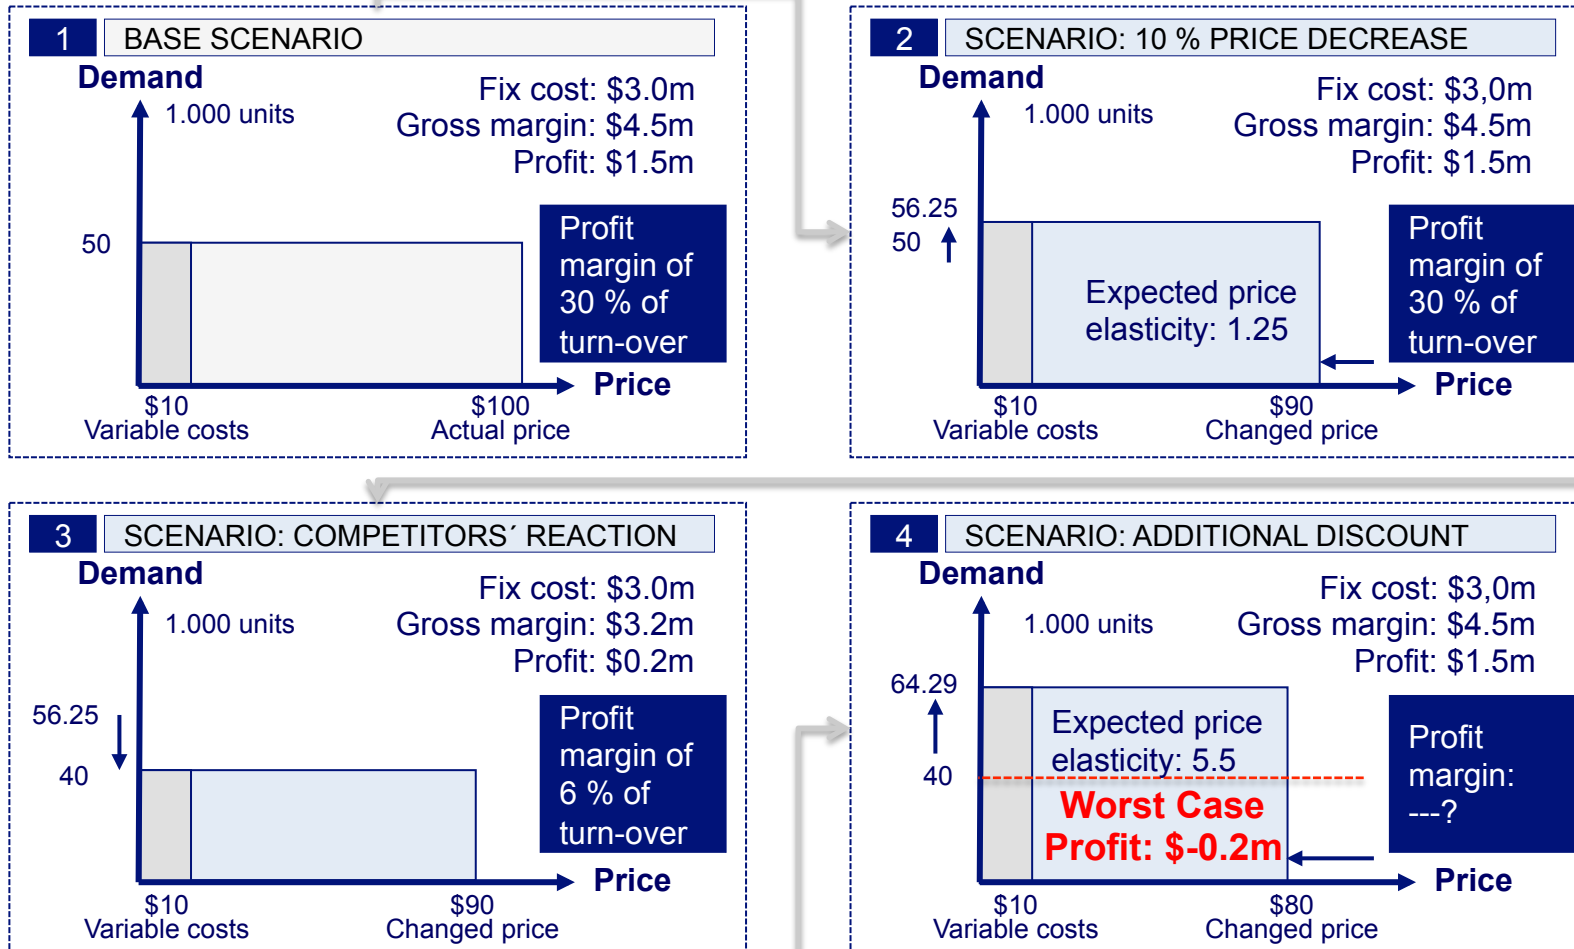 1 BASE SCENARIO
Demand
1.000 units
Fix cost: $3.0m
Gross margin: $4.5m
Profit: $1.5m
50
Profit
margin of
30 % of
turn-over
Price
$10
Variable costs
$100
Actual price
2 SCENARIO: 10 % PRICE DECREASE
Demand
1.000 units
Fix cost: $3,0m
Gross margin: $4.5m
Profit: $1.5m
56.25
50
Expected price
elasticity: 1.25
Profit
margin of
30 % of
turn-over
Price
$10
Variable costs
$90
Changed price
3 SCENARIO: COMPETITORS´ REACTION
Demand
1.000 units
Fix cost: $3.0m
Gross margin: $3.2m
Profit: $0.2m
56.25
40
Profit
margin of
6 % of
turn-over
Price
$10
Variable costs
$90
Changed price
4 SCENARIO: ADDITIONAL DISCOUNT
Demand
1.000 units
Fix cost: $3,0m
Gross margin: $4.5m
Profit: $1.5m
64.29
40
Expected price
elasticity: 5.5
Worst Case
Profit: $-0.2m
Profit
margin:
---?
Price
$10
Variable costs
$80
Changed price